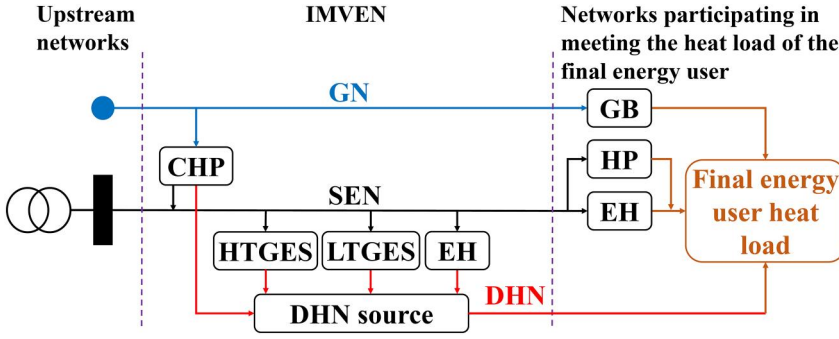 Upstream
networks
IMVEN
Networks participating in
meeting the heat load of the
final energy user
GN
GB
CHP
HP
SEN
EH
Final energy
user heat
load
HTGES
LTGES
EH
DHN
DHN source